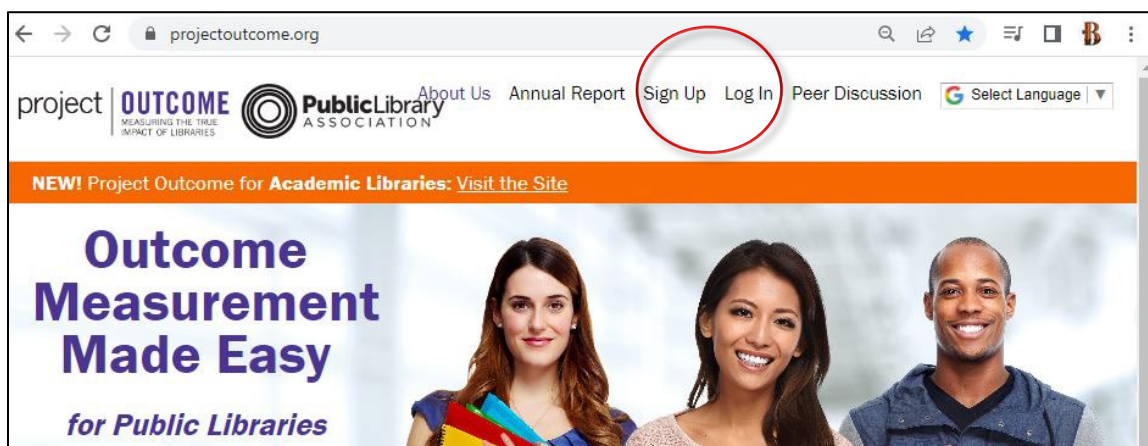 projectoutcome.org
project OUTCOME
MEASURING THE TRUE
IMPACT OF LIBRARIES
PublicLibrary
ASSOCIATION
About Us Annual Report Sign Up Log In Peer Discussion G Select Language ▼
NEW! Project Outcome for Academic Libraries: Visit the Site
Outcome
Measurement
Made Easy
for Public Libraries